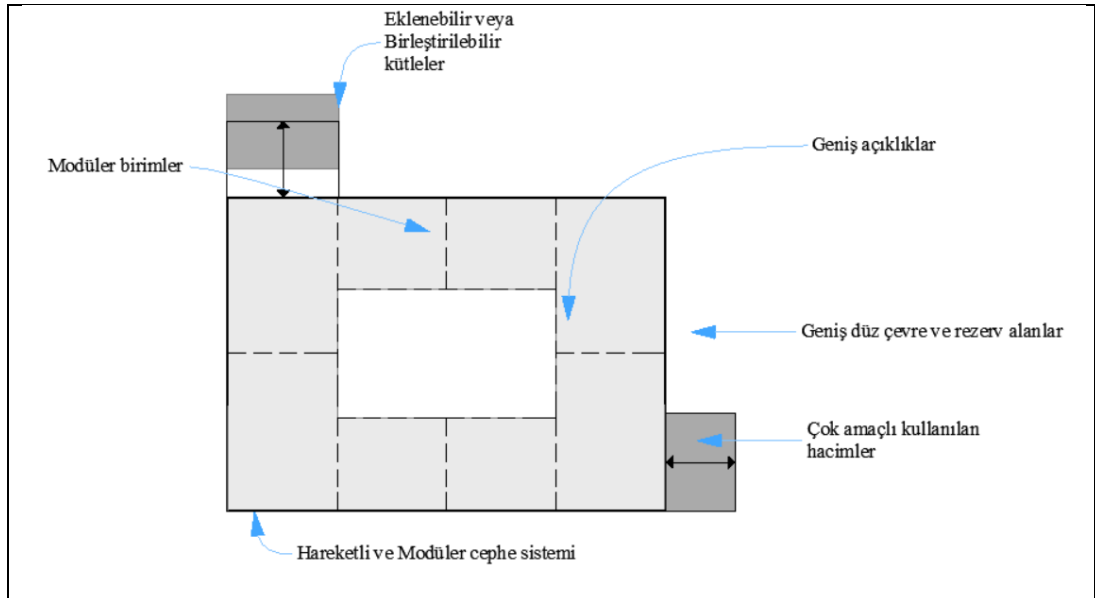 Eklenebilir veya
Birleştirilebilir
kütleler
Modüler birimler
Geniş açıklıklar
Geniş düz çevre ve rezerv alanlar
Çok amaçlı kullanılan
hacimler
Hareketli ve Modüler cephe sistemi